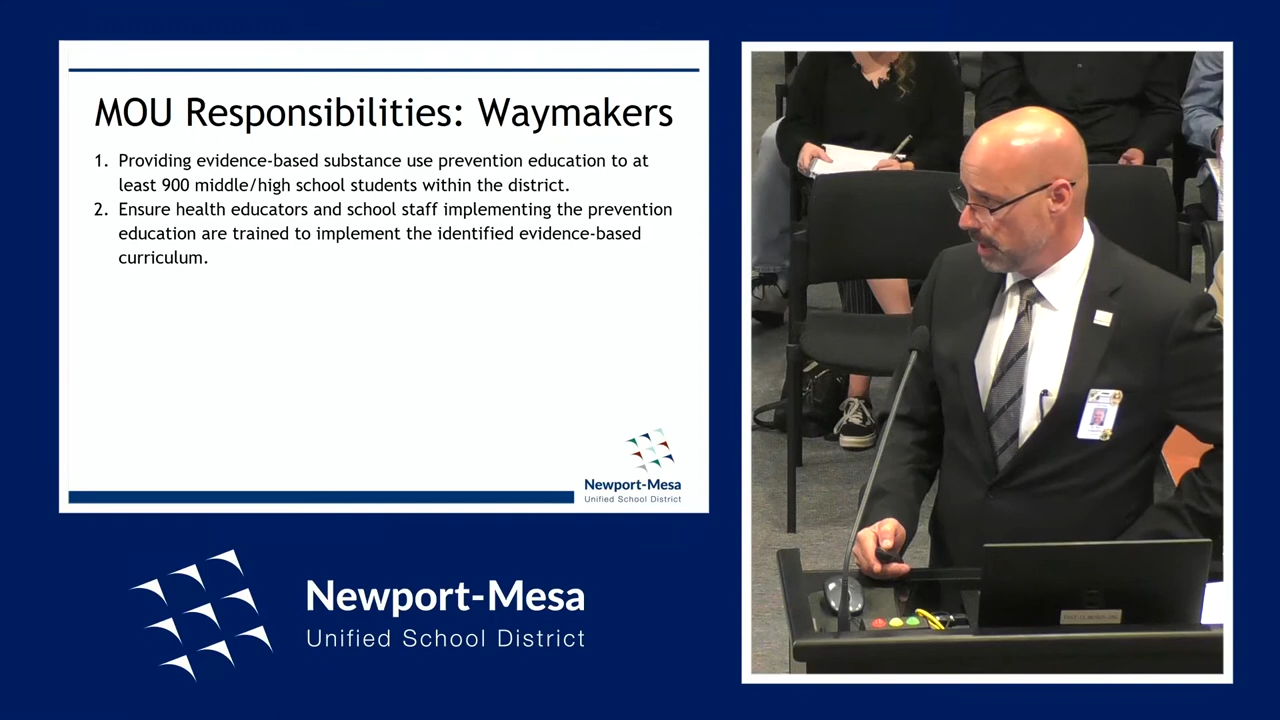 MOU Responsibilities: Waymakers
1. Providing evidence-based substance use prevention education to at
least 900 middle/high school students within the district.
2. Ensure health educators and school staff implementing the prevention
education are trained to implement the identified evidence-based
curriculum.
Newport-Mesa
Unified School District
Newport-Mesa
Unified School District